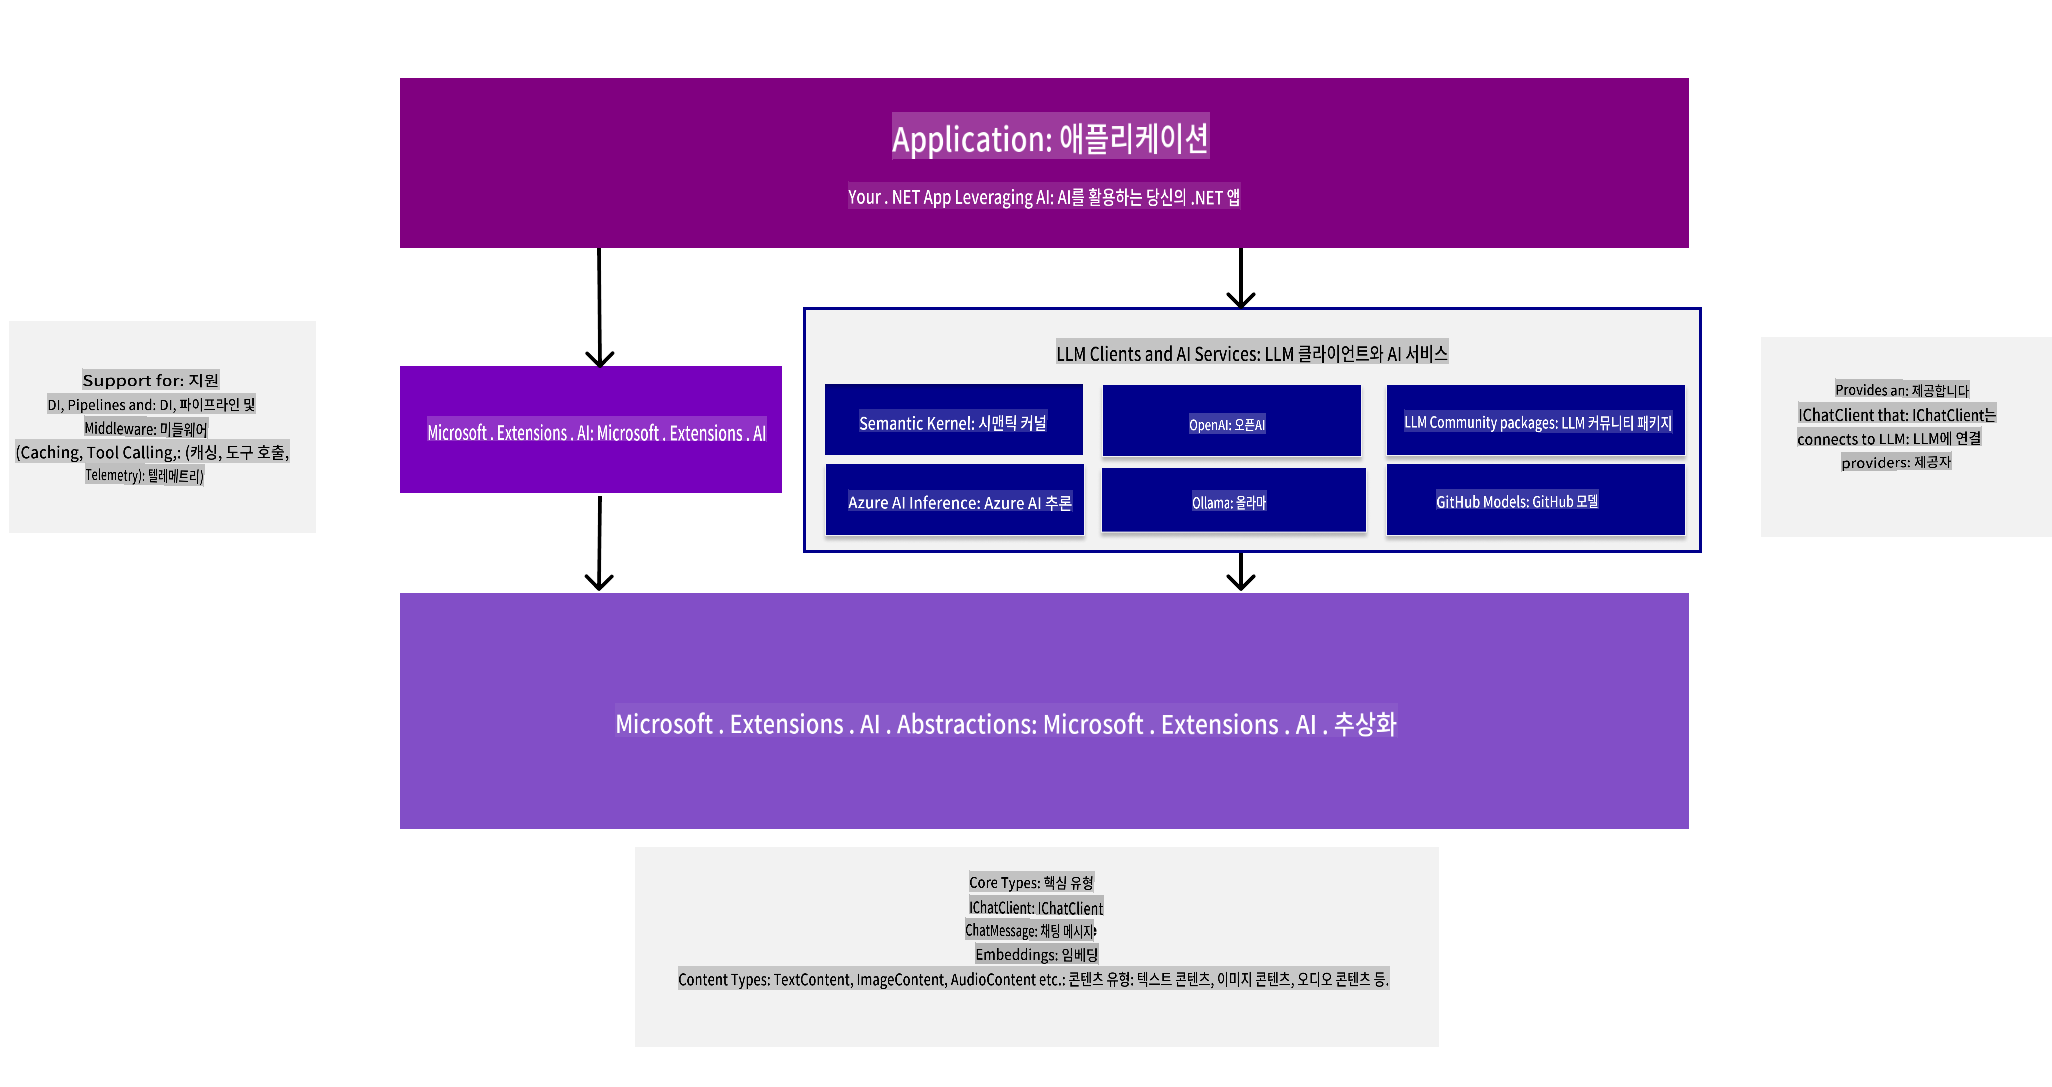 Application: 애플리케이션
Your . NET App Leveraging AI: AI를 활용하는 당신의 .NET 앱
Support for: 지원
DI, Pipelines and: DI, 파이프라인 및
Middleware: 미들웨어
(Caching, Tool Calling,: (캐싱, 도구 호출,
Telemetry): 텔레메트리)
Microsoft . Extensions . AI: Microsoft . Extensions . AI
LLM Clients and AI Services: LLM 클라이언트와 AI 서비스
Semantic Kernel: 시맨틱 커널
OpenAI: 오픈AI
LLM Community packages: LLM 커뮤니티 패키지
Azure AI Inference: Azure AI 추론
Ollama: 올라마
GitHub Models: GitHub 모델
Provides an: 제공합니다
IChatClient that: IChatClient는
connects to LLM: LLM에 연결
providers: 제공자
Microsoft . Extensions . AI . Abstractions: Microsoft . Extensions . AI . 추상화
Core Types: 핵심 유형
IChatClient: IChatClient
ChatMessage: 채팅 메시지
Embeddings: 임베딩
Content Types: TextContent, ImageContent, AudioContent etc.: 콘텐츠 유형: 텍스트 콘텐츠, 이미지 콘텐츠, 오디오 콘텐츠 등.